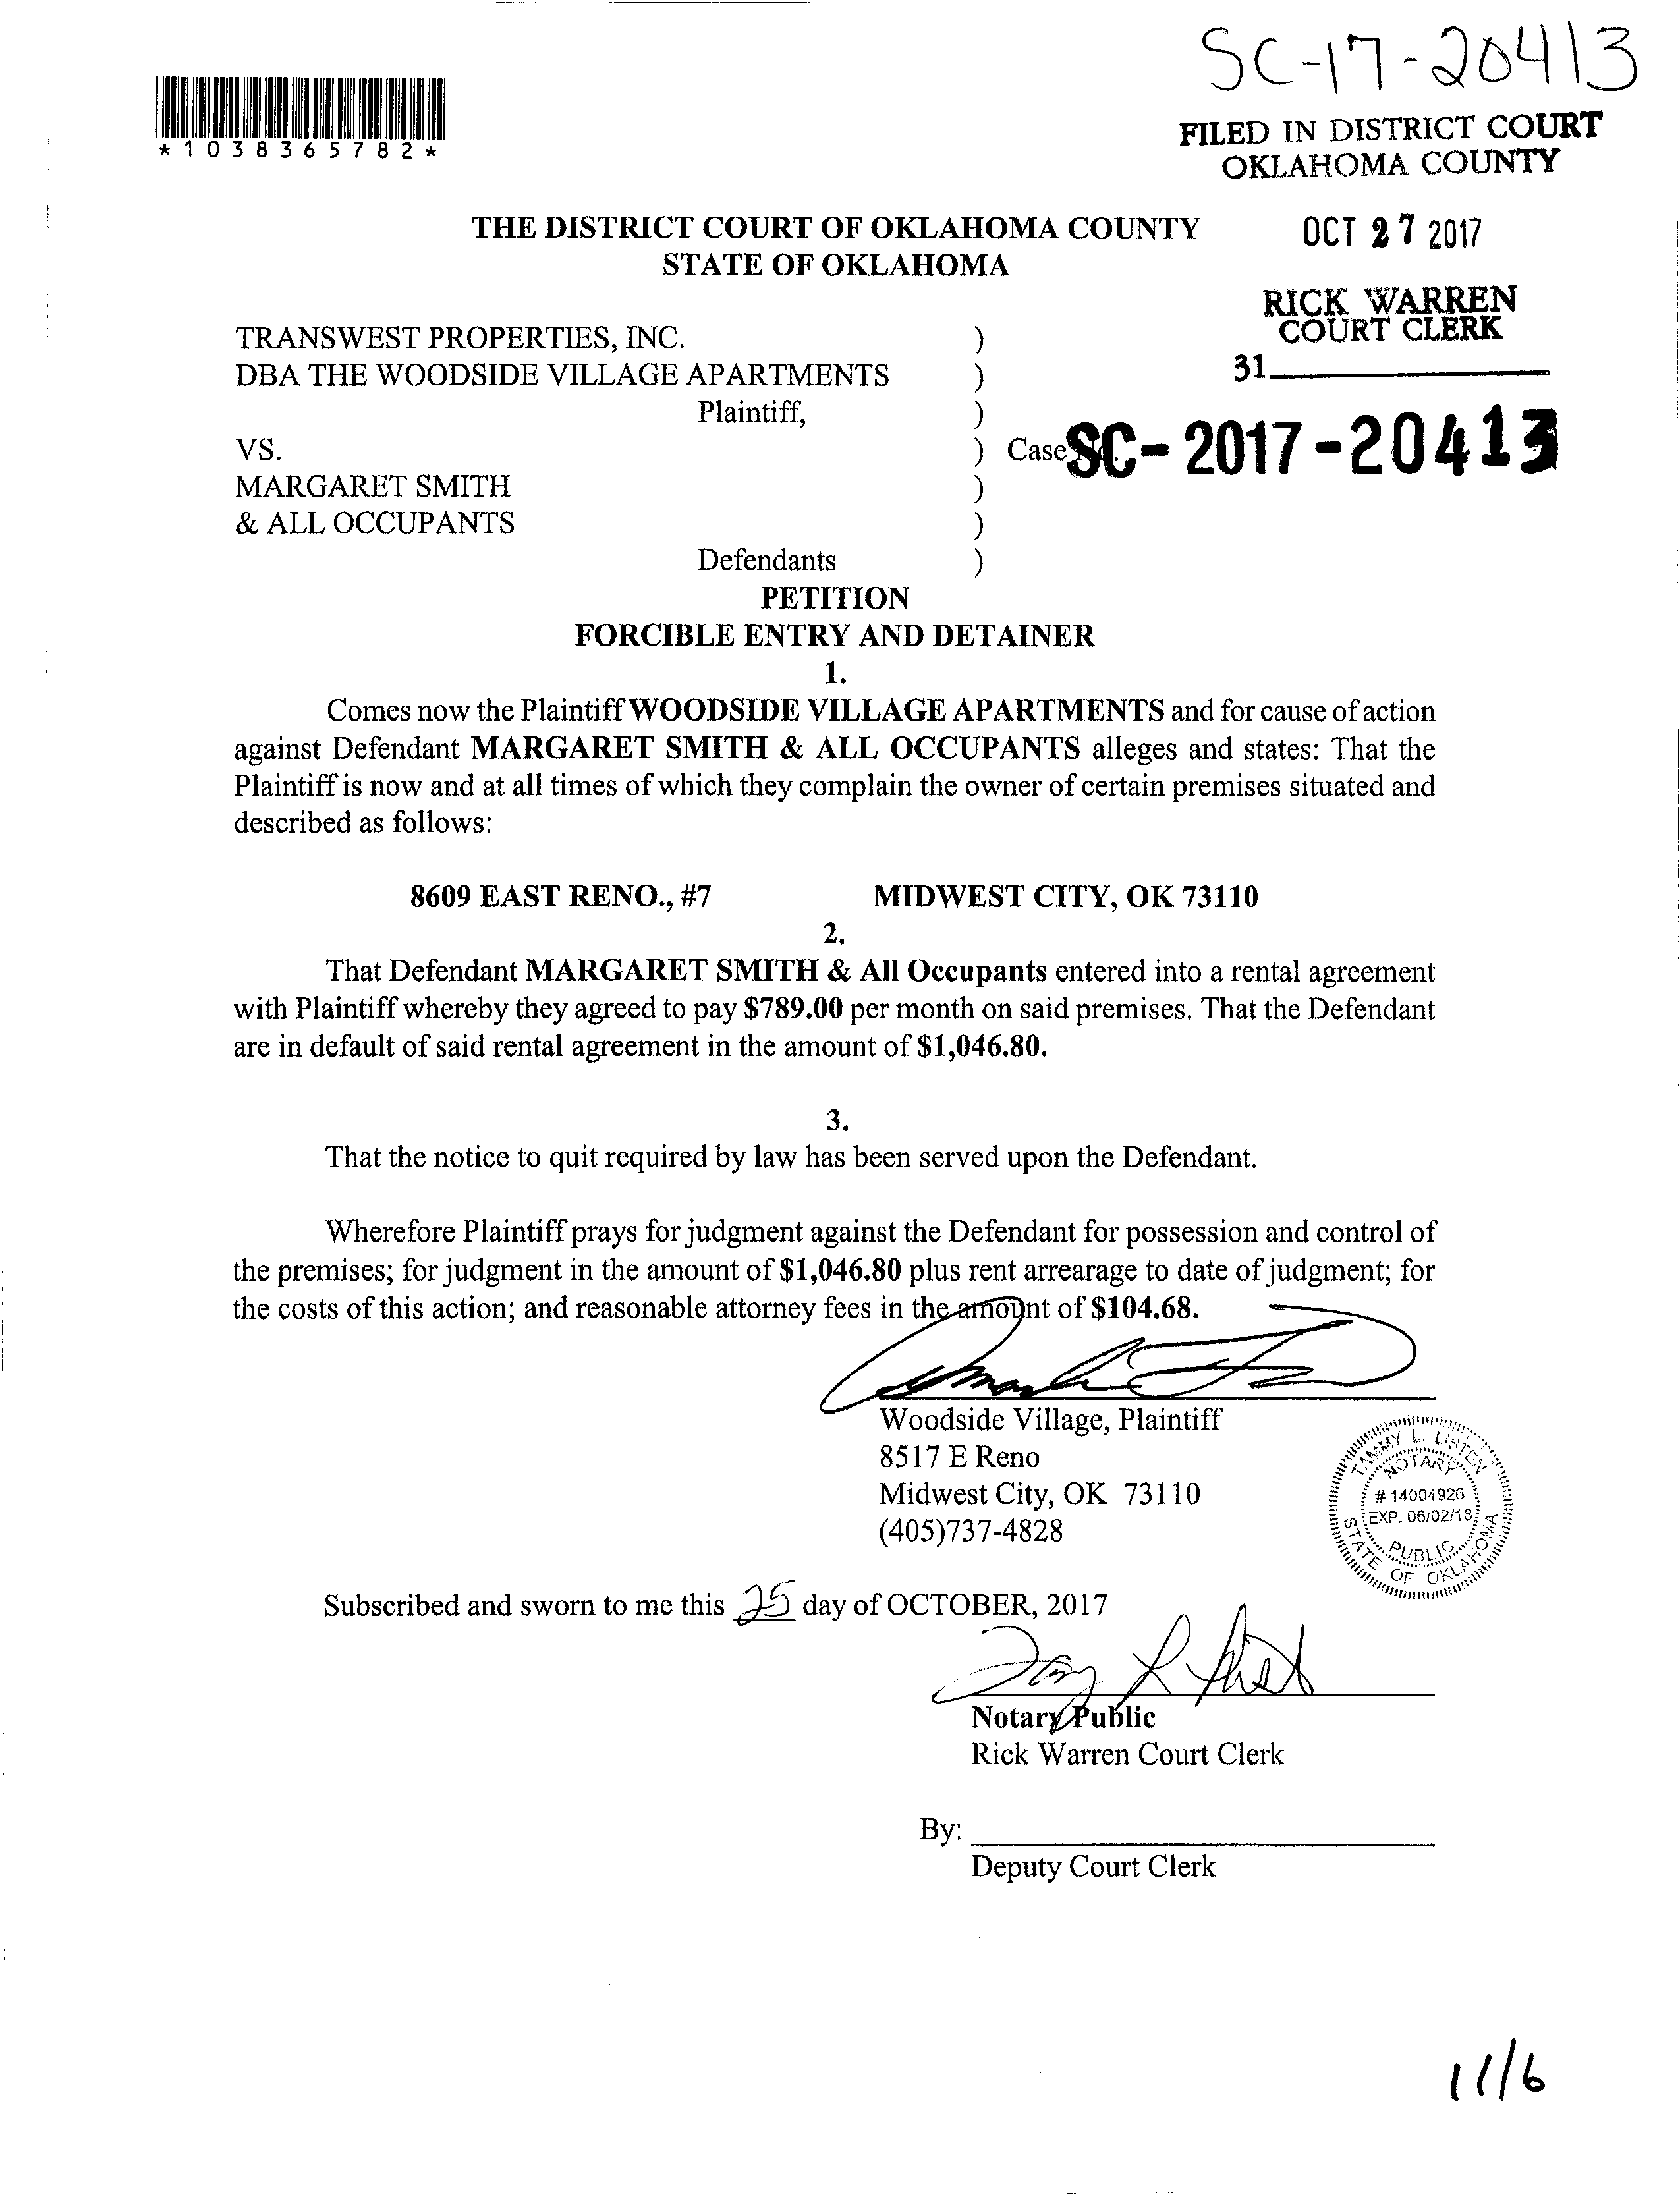 SC-17-20413
*1038365782*
FILED IN DISTRICT COURT
OKLAHOMA COUNTY
THE DISTRICT COURT OF OKLAHOMA COUNTY
STATE OF OKLAHOMA
OCT 27 2017
RICK WARREN
COURT CLERK
31
TRANSWEST PROPERTIES, INC. )
DBA THE WOODSIDE VILLAGE APARTMENTS )
Plaintiff, )
VS. ) Case No. SC-2017-20413
MARGARET SMITH )
& ALL OCCUPANTS )
Defendants )
PETITION
FORCIBLE ENTRY AND DETAINER
1.
Comes now the Plaintiff WOODSIDE VILLAGE APARTMENTS and for cause of action
against Defendant MARGARET SMITH & ALL OCCUPANTS alleges and states: That the
Plaintiff is now and at all times of which they complain the owner of certain premises situated and
described as follows:
8609 EAST RENO., #7 MIDWEST CITY, OK 73110
2.
That Defendant MARGARET SMITH & All Occupants entered into a rental agreement
with Plaintiff whereby they agreed to pay $789.00 per month on said premises. That the Defendant
are in default of said rental agreement in the amount of $1,046.80.
3.
That the notice to quit required by law has been served upon the Defendant.
Wherefore Plaintiff prays for judgment against the Defendant for possession and control of
the premises; for judgment in the amount of $1,046.80 plus rent arrearage to date of judgment; for
the costs of this action; and reasonable attorney fees in the amount of $104.68.
Woodside Village, Plaintiff
8517 E Reno
Midwest City, OK 73110
(405)737-4828
TAMMY L. LISTEN
NOTARY
# 14004926
EXP. 06/02/18
PUBLIC
STATE OF OKLAHOMA
Subscribed and sworn to me this 25 day of OCTOBER, 2017
Notary Public
Rick Warren Court Clerk
By:
Deputy Court Clerk
11/6